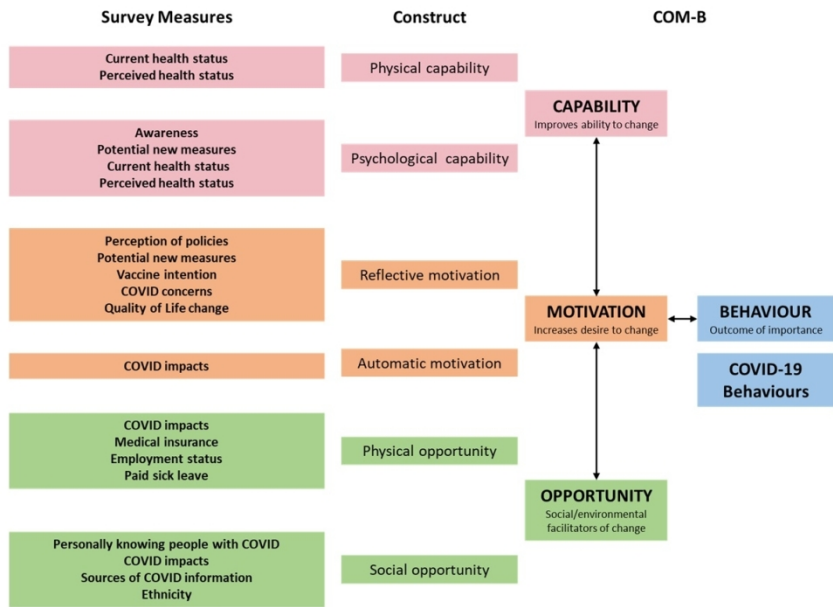 Survey Measures
Construct
COM-B
Current health status
Perceived health status
Physical capability
CAPABILITY
Improves ability to change
Awareness
Potential new measures
Current health status
Perceived health status
Psychological capability
Perception of policies
Potential new measures
Vaccine intention
COVID concerns
Quality of Life change
Reflective motivation
MOTIVATION
Increases desire to change
BEHAVIOUR
Outcome of importance
COVID impacts
Automatic motivation
COVID-19
Behaviours
COVID impacts
Medical insurance
Employment status
Paid sick leave
Physical opportunity
OPPORTUNITY
Social/environmental
facilitators of change
Personally knowing people with COVID
COVID impacts
Sources of COVID information
Ethnicity
Social opportunity